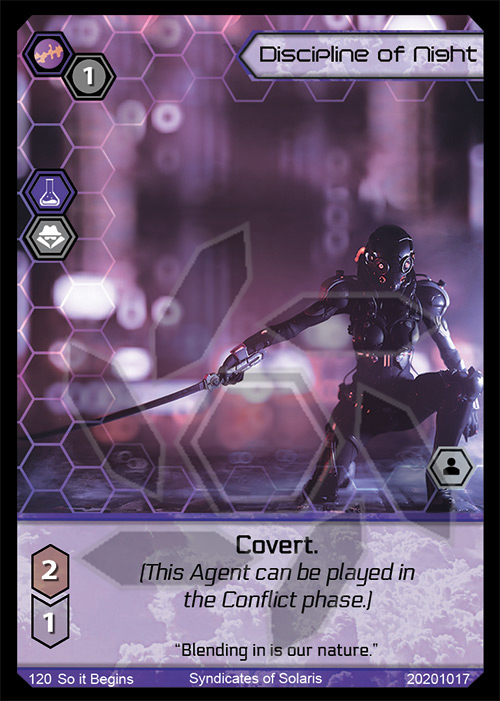 Discipline of Night
1
Covert.
(This Agent can be played in
the Conflict phase.)
2
1
“Blending in is our nature.”
120 So it Begins Syndicates of Solaris 20201017